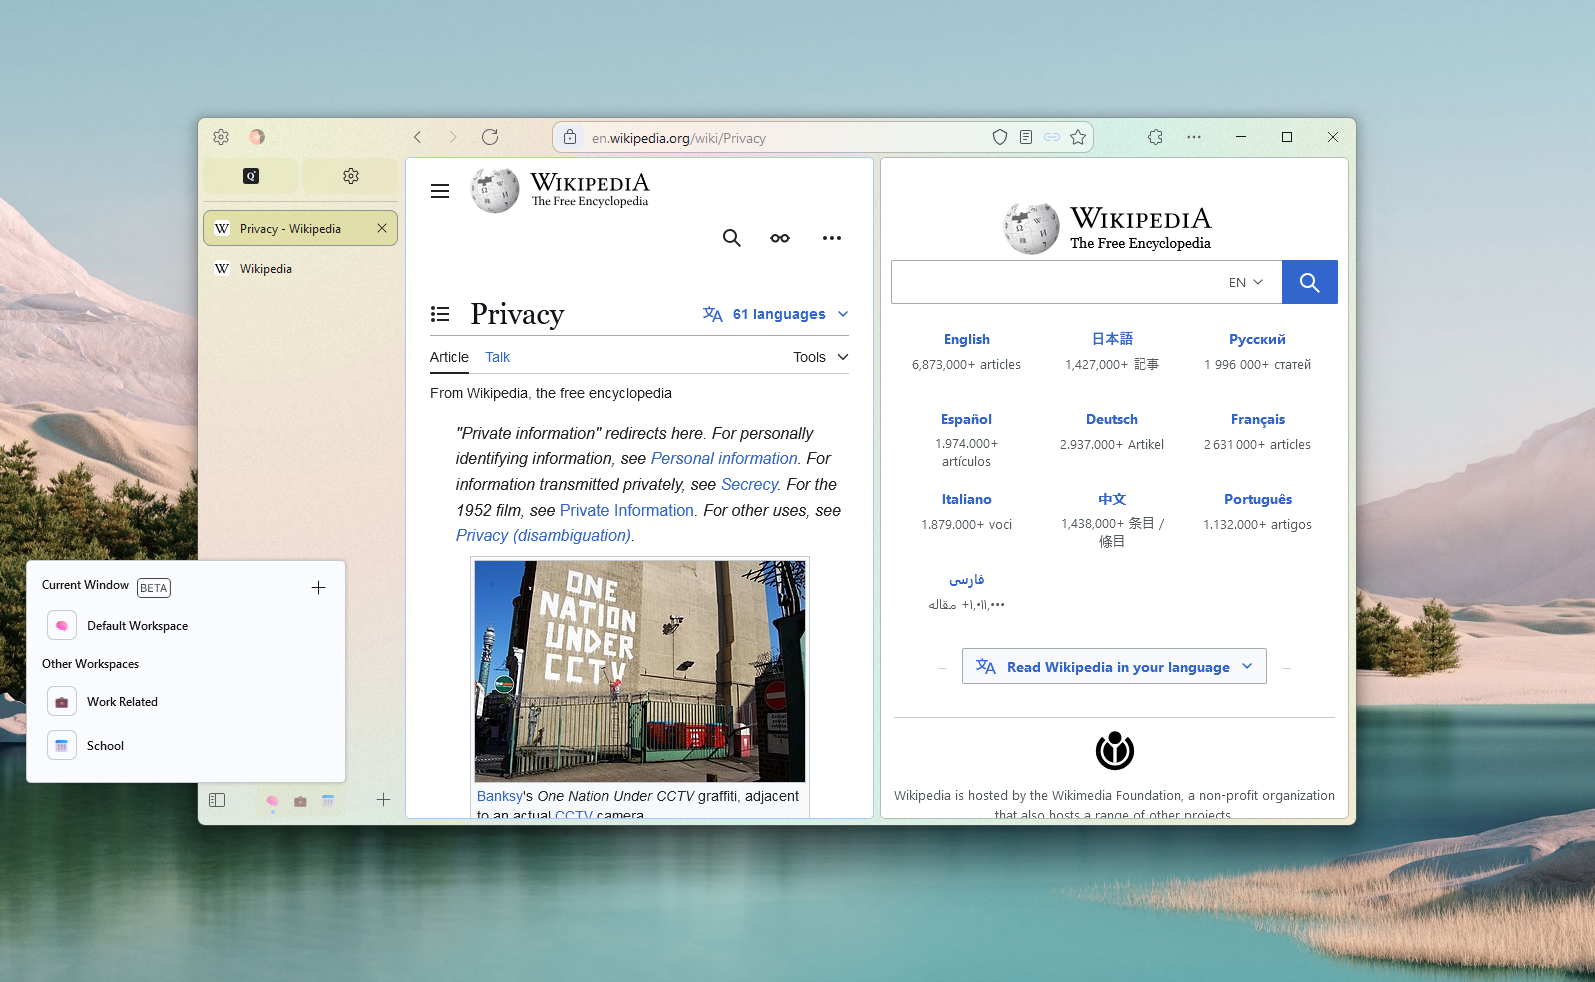 en.wikipedia.org/wiki/Privacy
Privacy - Wikipedia
Wikipedia
WIKIPEDIA
The Free Encyclopedia
Privacy
61 languages
Article
Talk
Tools
From Wikipedia, the free encyclopedia
"Private information" redirects here. For personally
identifying information, see Personal information. For
information transmitted privately, see Secrecy. For the
1952 film, see Private Information. For other uses, see
Privacy (disambiguation).
ONE
NATION
UNDER
CCTV
Banksy's One Nation Under CCTV graffiti, adjacent
to an actual CCTV camera
WIKIPEDIA
The Free Encyclopedia
EN
English
6,873,000+ articles
日本語
1,427,000+ 記事
Русский
1 996 000+ статей
Español
1.974.000+
artículos
Deutsch
2.937.000+ Artikel
Français
2 631 000+ articles
Italiano
1.879.000+ voci
中文
1,438,000+ 条目 /
條目
Português
1.132.000+ artigos
فارسی
۱,۰۱۱,۰۰۰+ مقاله
Read Wikipedia in your language
Wikipedia is hosted by the Wikimedia Foundation, a non-profit organization
that also hosts a range of other projects.
Current Window BETA
Default Workspace
Other Workspaces
Work Related
School